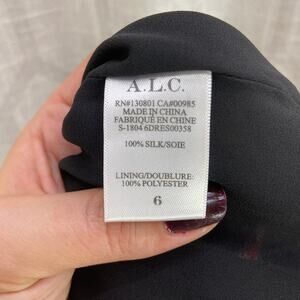 A.L.C.
RN#130801 CA#00985
MADE IN CHINA
FABRIQUÉ EN CHINE
S-1804 6DRES00358
100% SILK/SOIE
LINING/DOUBLURE:
100% POLYESTER
6